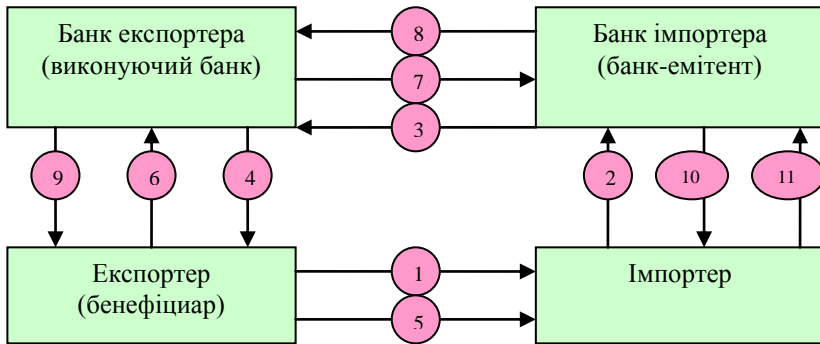 Банк експортера
(виконуючий банк)
8
7
3
Банк імпортера
(банк-емітент)
9
6
4
2
10
11
Експортер
(бенефіциар)
1
5
Імпортер